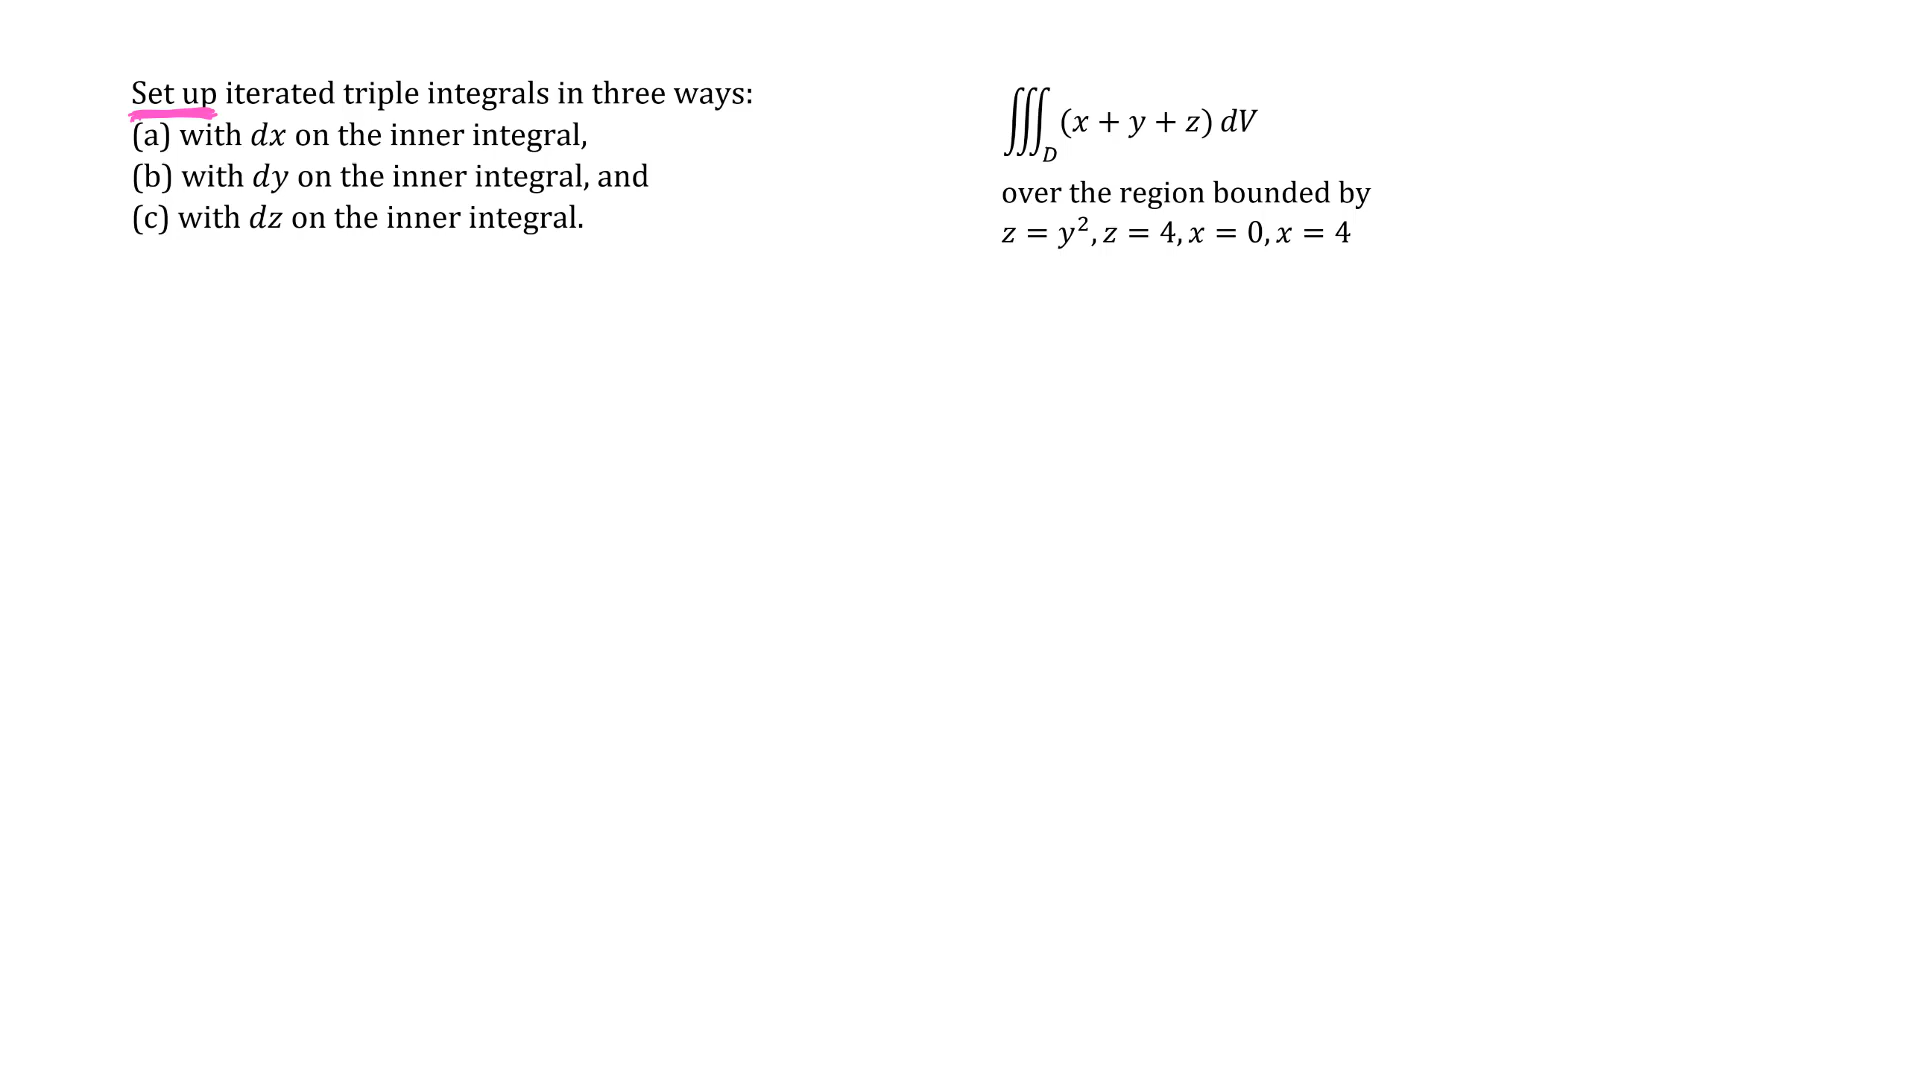 Set up iterated triple integrals in three ways:
(a) with dx on the inner integral,
(b) with dy on the inner integral, and
(c) with dz on the inner integral.
∭_D (x + y + z) dV
over the region bounded by
z = y², z = 4, x = 0, x = 4